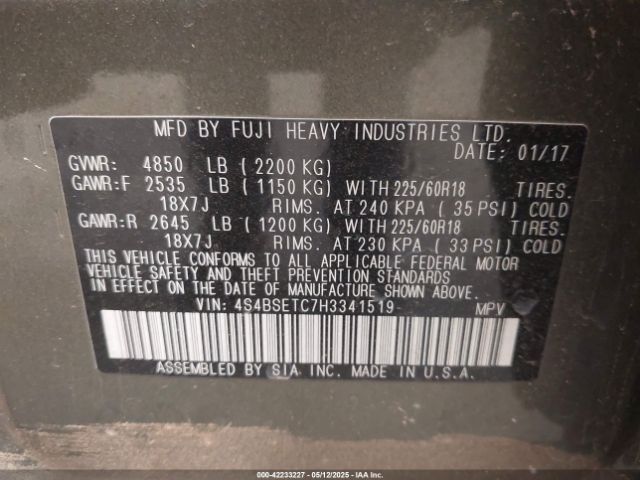 MFD BY FUJI HEAVY INDUSTRIES LTD.
DATE: 01/17
GVWR: 4850 LB ( 2200 KG)
GAWR:F 2535 LB ( 1150 KG) WITH 225/60R18 TIRES.
18X7J RIMS. AT 240 KPA ( 35 PSI) COLD
GAWR:R 2645 LB ( 1200 KG) WITH 225/60R18 TIRES.
18X7J RIMS. AT 230 KPA ( 33 PSI) COLD
THIS VEHICLE CONFORMS TO ALL APPLICABLE FEDERAL MOTOR
VEHICLE SAFETY AND THEFT PREVENTION STANDARDS
IN EFFECT ON THE DATE OF MANUFACTURE SHOWN ABOVE.
VIN: 4S4BSETC7H3341519 MPV
ASSEMBLED BY SIA, INC. MADE IN U.S.A.
000-42233227 - 05/12/2025 - IAAI.COM